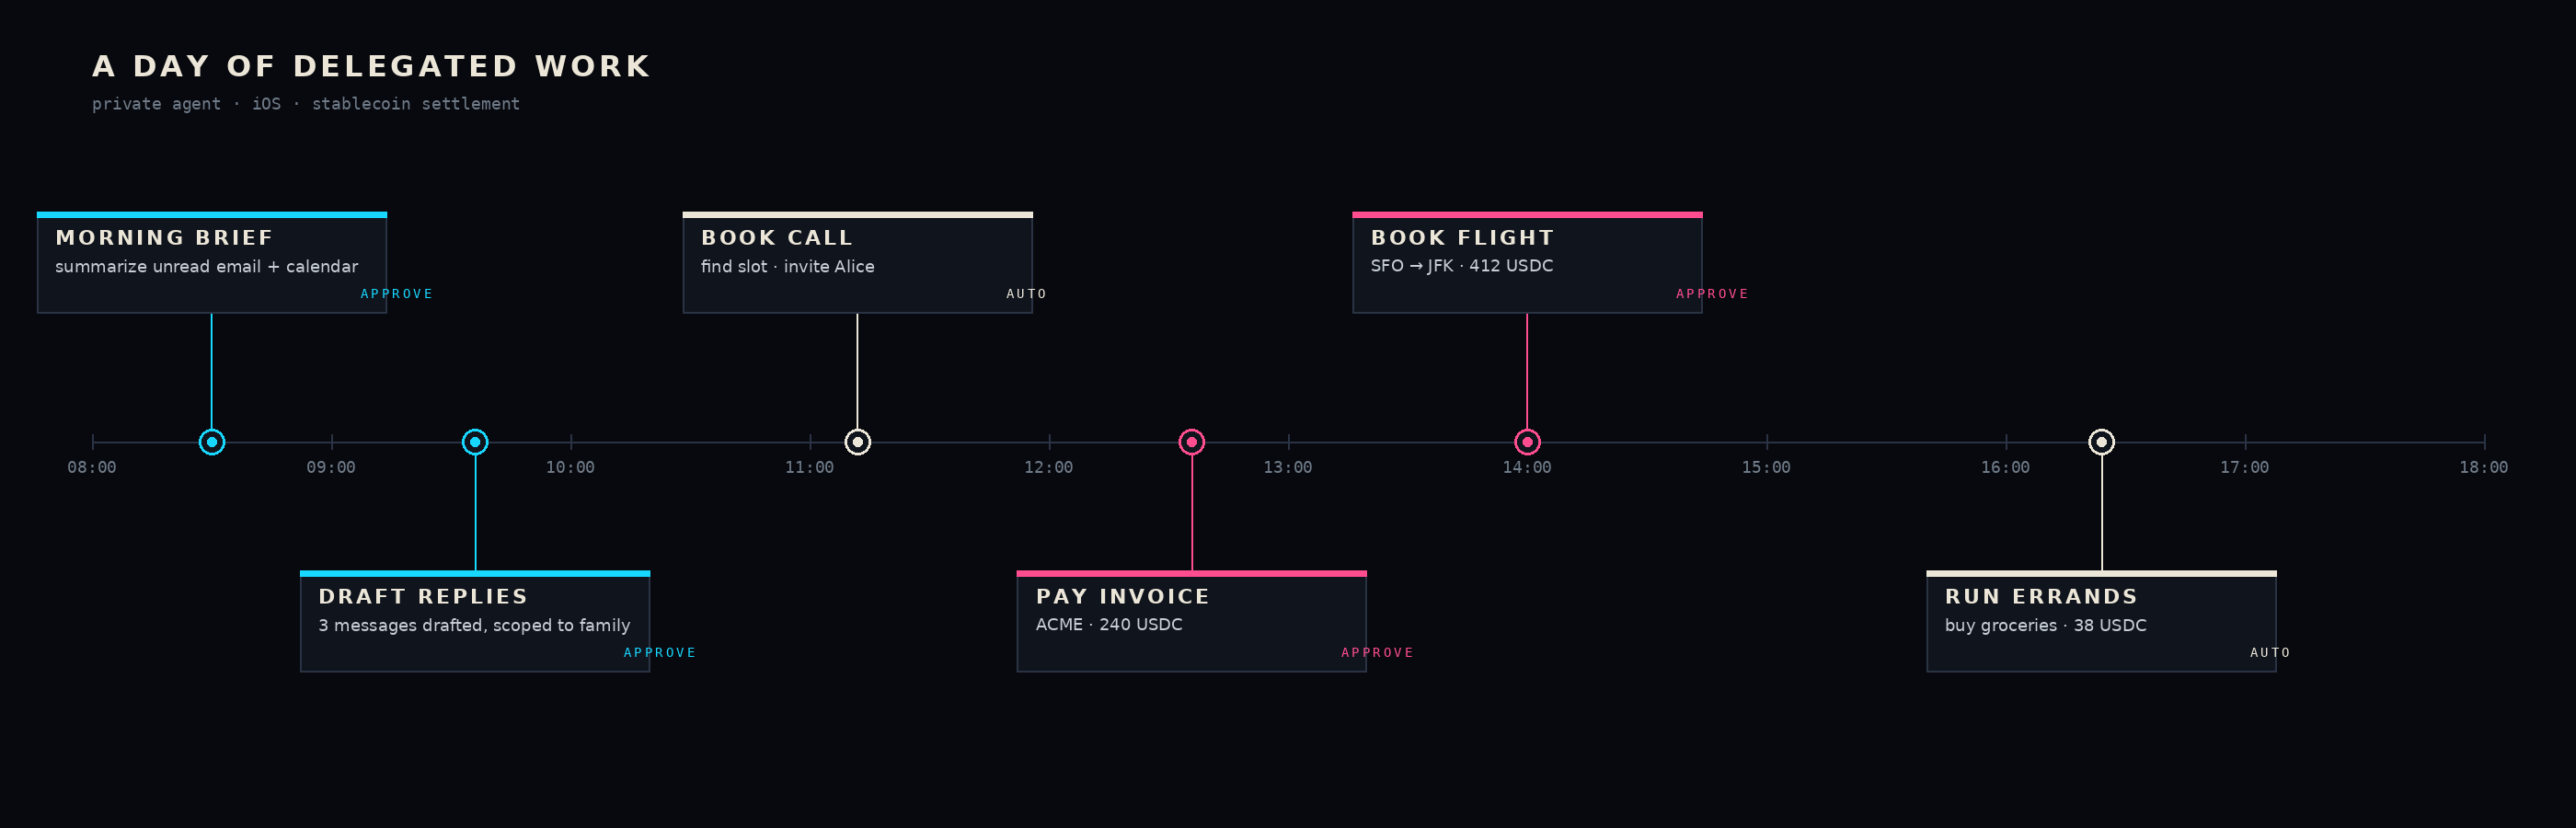 A DAY OF DELEGATED WORK
private agent · iOS · stablecoin settlement
MORNING BRIEF
summarize unread email + calendar
APPROVE
BOOK CALL
find slot · invite Alice
AUTO
BOOK FLIGHT
SFO → JFK · 412 USDC
APPROVE
08:00 09:00 10:00 11:00 12:00 13:00 14:00 15:00 16:00 17:00 18:00
DRAFT REPLIES
3 messages drafted, scoped to family
APPROVE
PAY INVOICE
ACME · 240 USDC
APPROVE
RUN ERRANDS
buy groceries · 38 USDC
AUTO